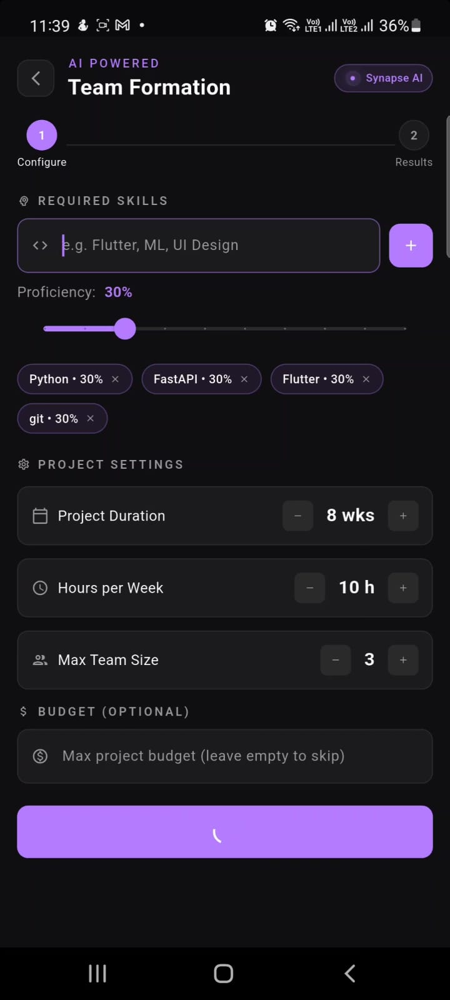 11:39 Vo)) LTE1 Vo)) LTE2 36%
AI POWERED
Team Formation
Synapse AI
1
2
Configure
Results
REQUIRED SKILLS
e.g. Flutter, ML, UI Design
+
Proficiency: 30%
Python • 30% ×
FastAPI • 30% ×
Flutter • 30% ×
git • 30% ×
PROJECT SETTINGS
Project Duration − 8 wks +
Hours per Week − 10 h +
Max Team Size − 3 +
$ BUDGET (OPTIONAL)
Max project budget (leave empty to skip)